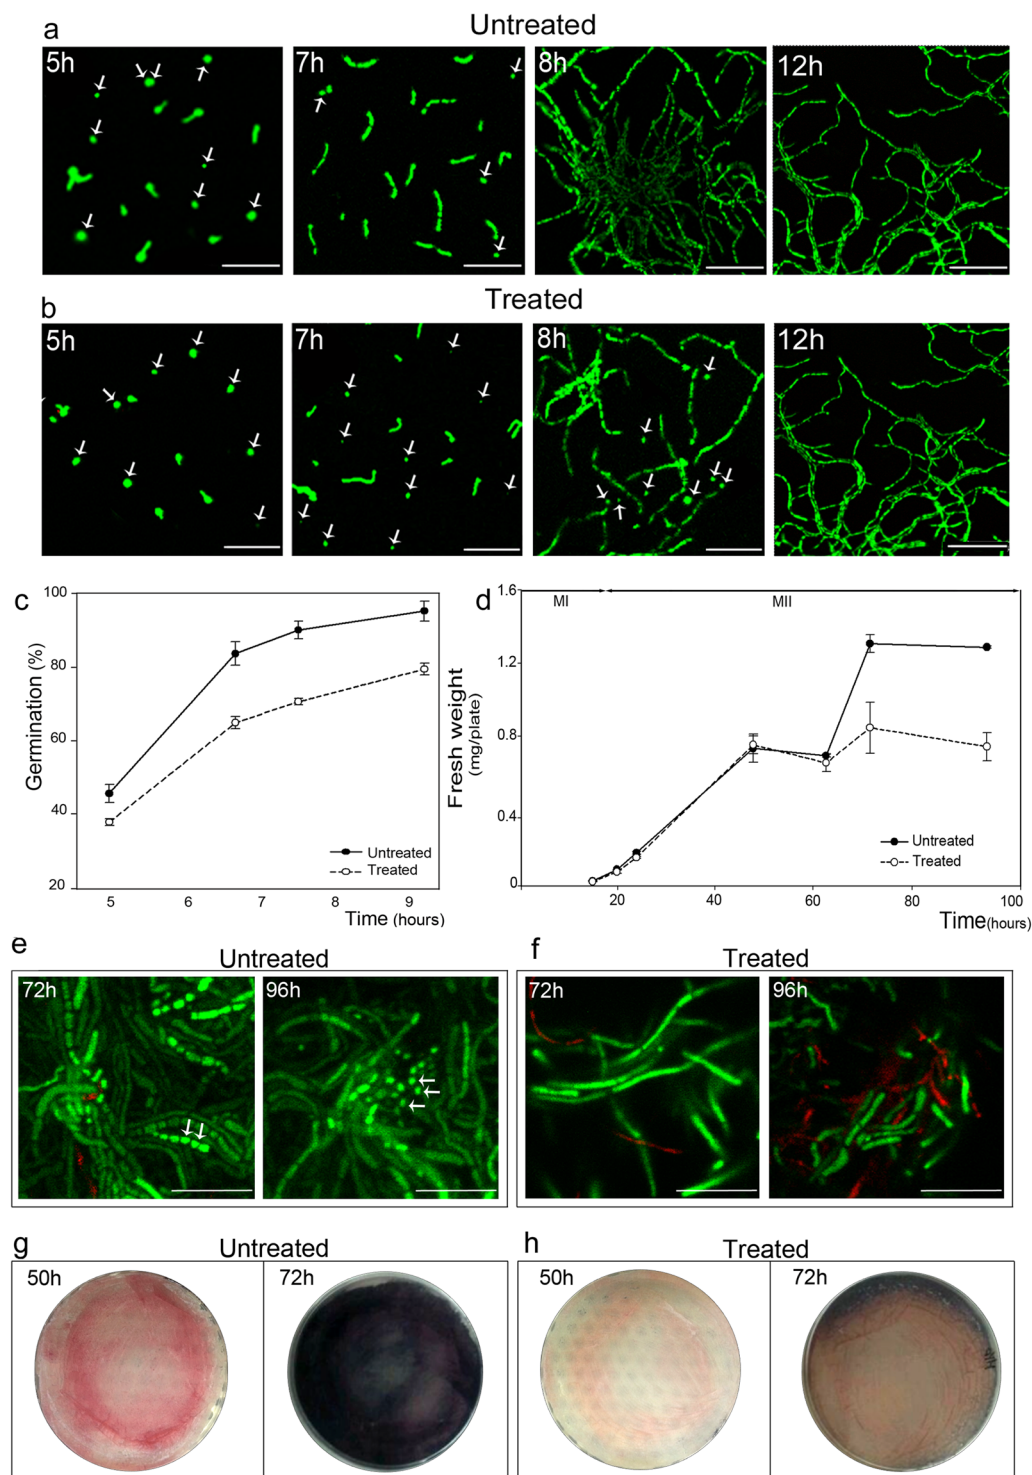 a Untreated
5h 7h 8h 12h
b Treated
5h 7h 8h 12h
c
100
80
60
40
20
Germination (%)
5 6 7 8 9
Time (hours)
Untreated
Treated
d
1.6
1.2
0.8
0.4
0
Fresh weight
(mg/plate)
MI MII
20 40 60 80 100
Time(hours)
Untreated
Treated
e Untreated
72h 96h
f Treated
72h 96h
g Untreated
50h 72h
h Treated
50h 72h